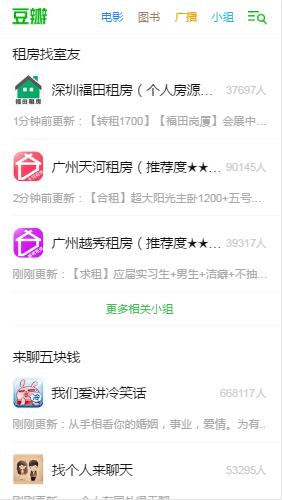 豆瓣
电影 图书 广播 小组
租房找室友
福田租房
深圳福田租房（个人房源... 37697人
1分钟前更新：【转租1700】【福田岗厦】会展中...
广州天河租房（推荐度★★... 90145人
2分钟前更新：【合租】超大阳光主卧1200+五号...
广州越秀租房（推荐度★★... 39317人
刚刚更新：【求租】应届实习生+男生+洁癖+不抽...
更多相关小组
来聊五块钱
我们爱讲冷笑话 668117人
刚刚更新：从手相看你的婚姻，事业，爱情。为有...
找个人来聊天 53295人